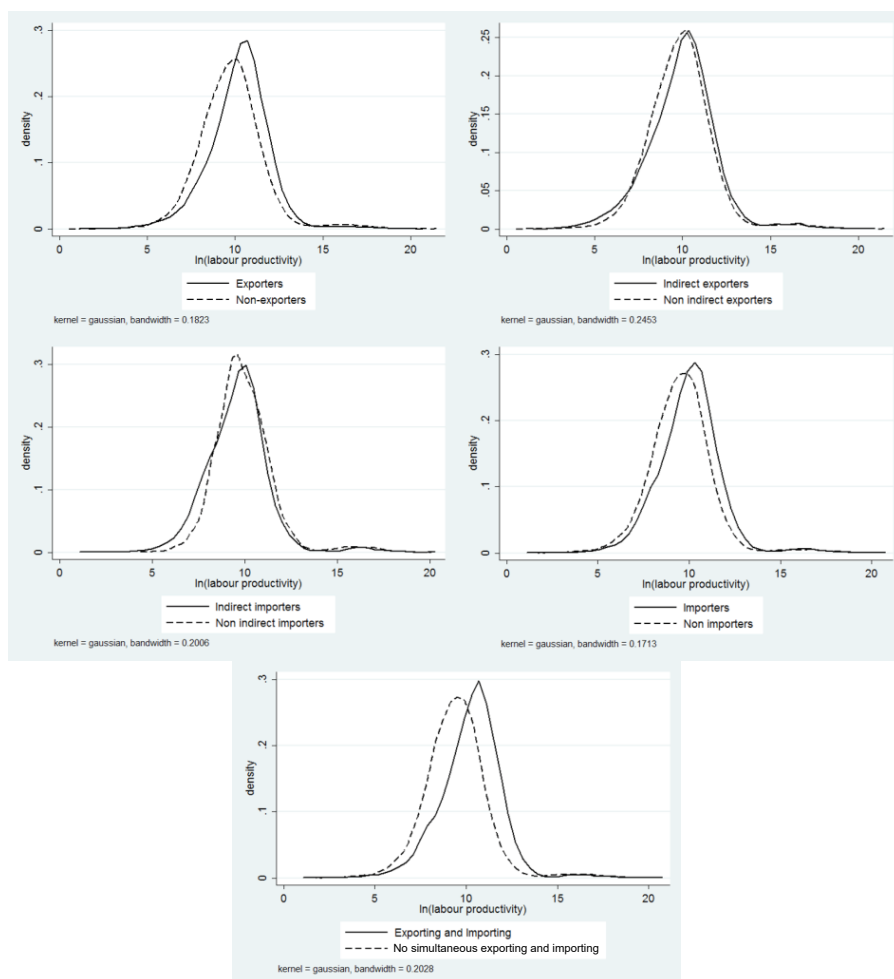 .3
.2
.1
0
density
0 5 10 15 20
ln(labour productivity)
Exporters
Non-exporters
kernel = gaussian, bandwidth = 0.1823
.25
.2
.15
.1
.05
0
density
0 5 10 15 20
ln(labour productivity)
Indirect exporters
Non indirect exporters
kernel = gaussian, bandwidth = 0.2453
.3
.2
.1
0
density
0 5 10 15 20
ln(labour productivity)
Indirect importers
Non indirect importers
kernel = gaussian, bandwidth = 0.2006
.3
.2
.1
0
density
0 5 10 15 20
ln(labour productivity)
Importers
Non importers
kernel = gaussian, bandwidth = 0.1713
.3
.2
.1
0
density
0 5 10 15 20
ln(labour productivity)
Exporting and Importing
No simultaneous exporting and importing
kernel = gaussian, bandwidth = 0.2028